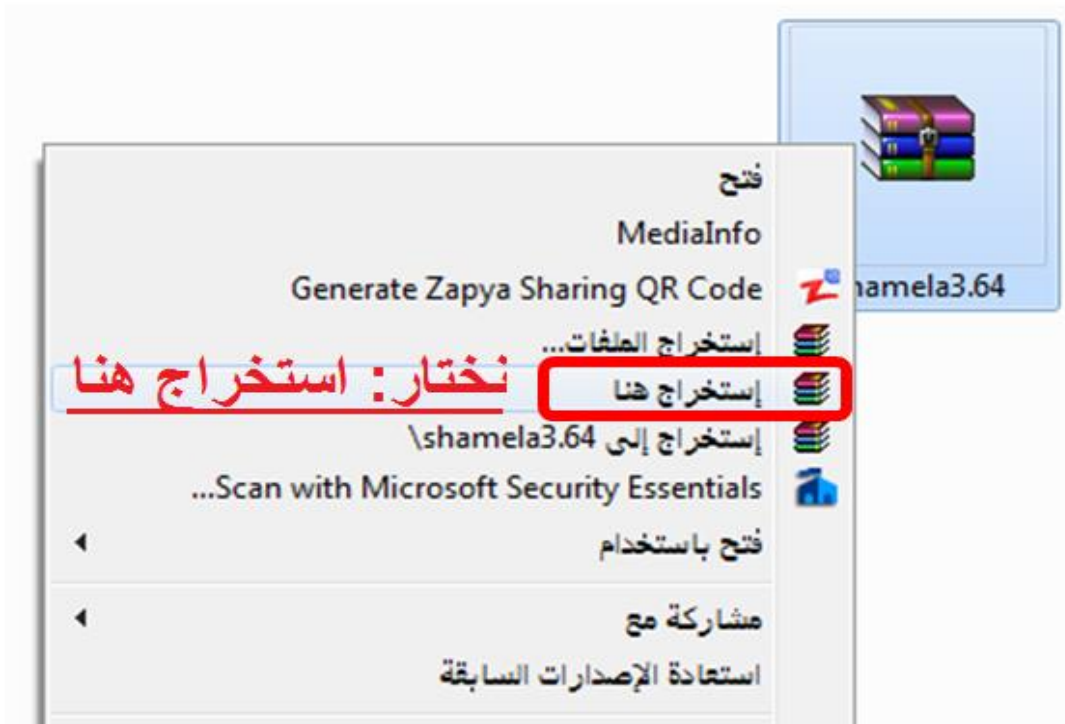 فتح
MediaInfo
Generate Zapya Sharing QR Code
hamela3.64
إستخراج الملفات...
إستخراج هنا
نختار: استخراج هنا
إستخراج إلى shamela3.64\
Scan with Microsoft Security Essentials...
فتح باستخدام
مشاركة مع
استعادة الإصدارات السابقة